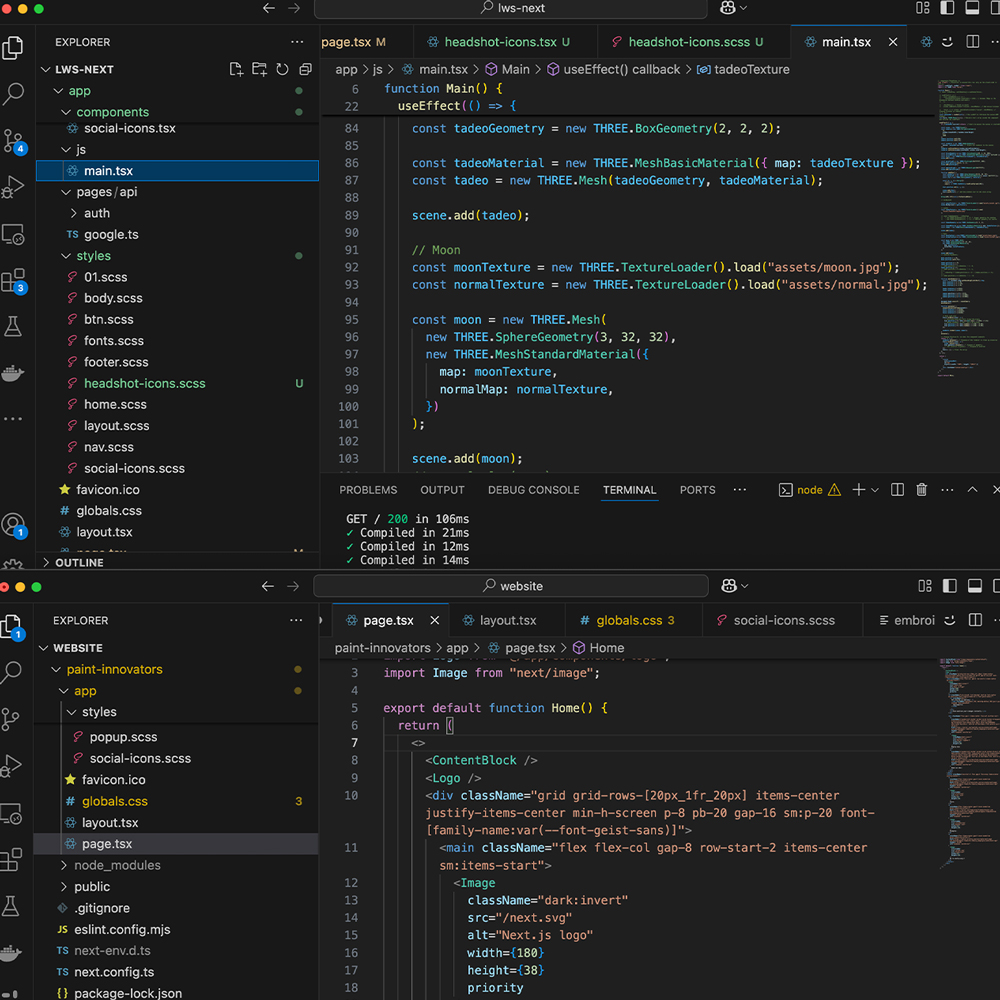 lws-next
EXPLORER
LWS-NEXT
app
components
social-icons.tsx
js
main.tsx
pages/api
auth
TS google.ts
styles
01.scss
body.scss
btn.scss
fonts.scss
footer.scss
headshot-icons.scss U
home.scss
layout.scss
nav.scss
social-icons.scss
favicon.ico
# globals.css
layout.tsx
OUTLINE
4
3
1
page.tsx M headshot-icons.tsx U headshot-icons.scss U main.tsx
app > js > main.tsx > Main > useEffect() callback > tadeoTexture
6 function Main() {
22 useEffect(() => {
84 const tadeoGeometry = new THREE.BoxGeometry(2, 2, 2);
85
86 const tadeoMaterial = new THREE.MeshBasicMaterial({ map: tadeoTexture });
87 const tadeo = new THREE.Mesh(tadeoGeometry, tadeoMaterial);
88
89 scene.add(tadeo);
90
91 // Moon
92 const moonTexture = new THREE.TextureLoader().load("assets/moon.jpg");
93 const normalTexture = new THREE.TextureLoader().load("assets/normal.jpg");
94
95 const moon = new THREE.Mesh(
96 new THREE.SphereGeometry(3, 32, 32),
97 new THREE.MeshStandardMaterial({
98 map: moonTexture,
99 normalMap: normalTexture,
100 })
101 );
102
103 scene.add(moon);
PROBLEMS OUTPUT DEBUG CONSOLE TERMINAL PORTS ··· node
GET / 200 in 106ms
✓ Compiled in 21ms
✓ Compiled in 12ms
✓ Compiled in 14ms
website
EXPLORER
WEBSITE
paint-innovators
app
styles
popup.scss
social-icons.scss
favicon.ico
# globals.css 3
layout.tsx
page.tsx
node_modules
public
.gitignore
JS eslint.config.mjs
TS next-env.d.ts
TS next.config.ts
{} package-lock.json
1
page.tsx layout.tsx # globals.css 3 social-icons.scss embroi
paint-innovators > app > page.tsx > Home
3 import Image from "next/image";
4
5 export default function Home() {
6 return (
7 <>
8 <ContentBlock />
9 <Logo />
10 <div className="grid grid-rows-[20px_1fr_20px] items-center
justify-items-center min-h-screen p-8 pb-20 gap-16 sm:p-20 font-
[family-name:var(--font-geist-sans)]">
11 <main className="flex flex-col gap-8 row-start-2 items-center
sm:items-start">
12 <Image
13 className="dark:invert"
14 src="/next.svg"
15 alt="Next.js logo"
16 width={180}
17 height={38}
18 priority